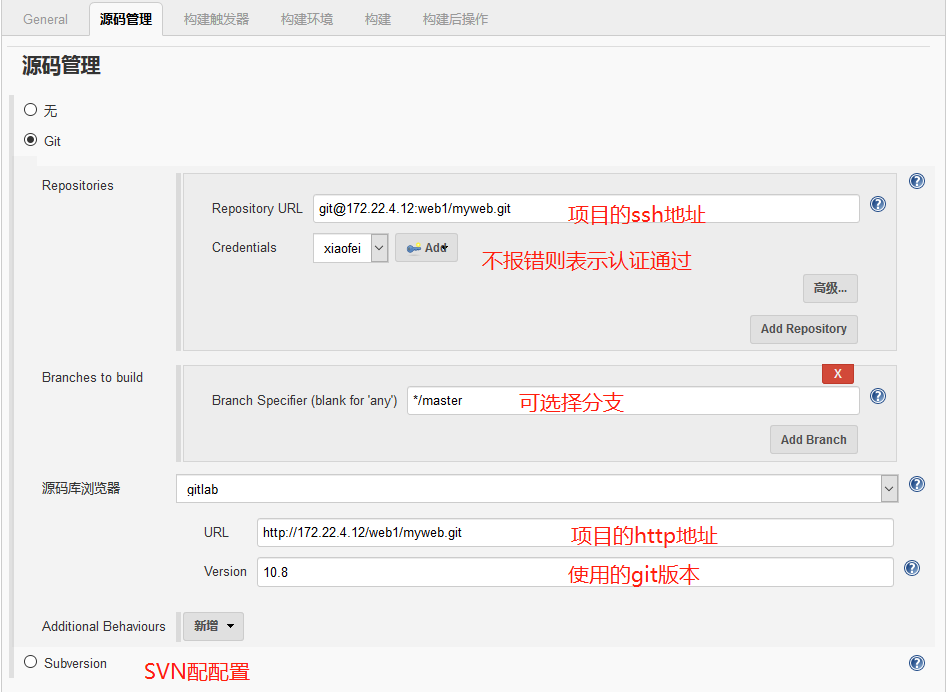 General 源码管理 构建触发器 构建环境 构建 构建后操作
源码管理
无
Git
Repositories
Repository URL git@172.22.4.12:web1/myweb.git 项目的ssh地址
Credentials xiaofei Add
不报错则表示认证通过
高级...
Add Repository
Branches to build
X
Branch Specifier (blank for 'any') */master 可选择分支
Add Branch
源码库浏览器 gitlab
URL http://172.22.4.12/web1/myweb.git 项目的http地址
Version 10.8 使用的git版本
Additional Behaviours 新增
Subversion
SVN配配置